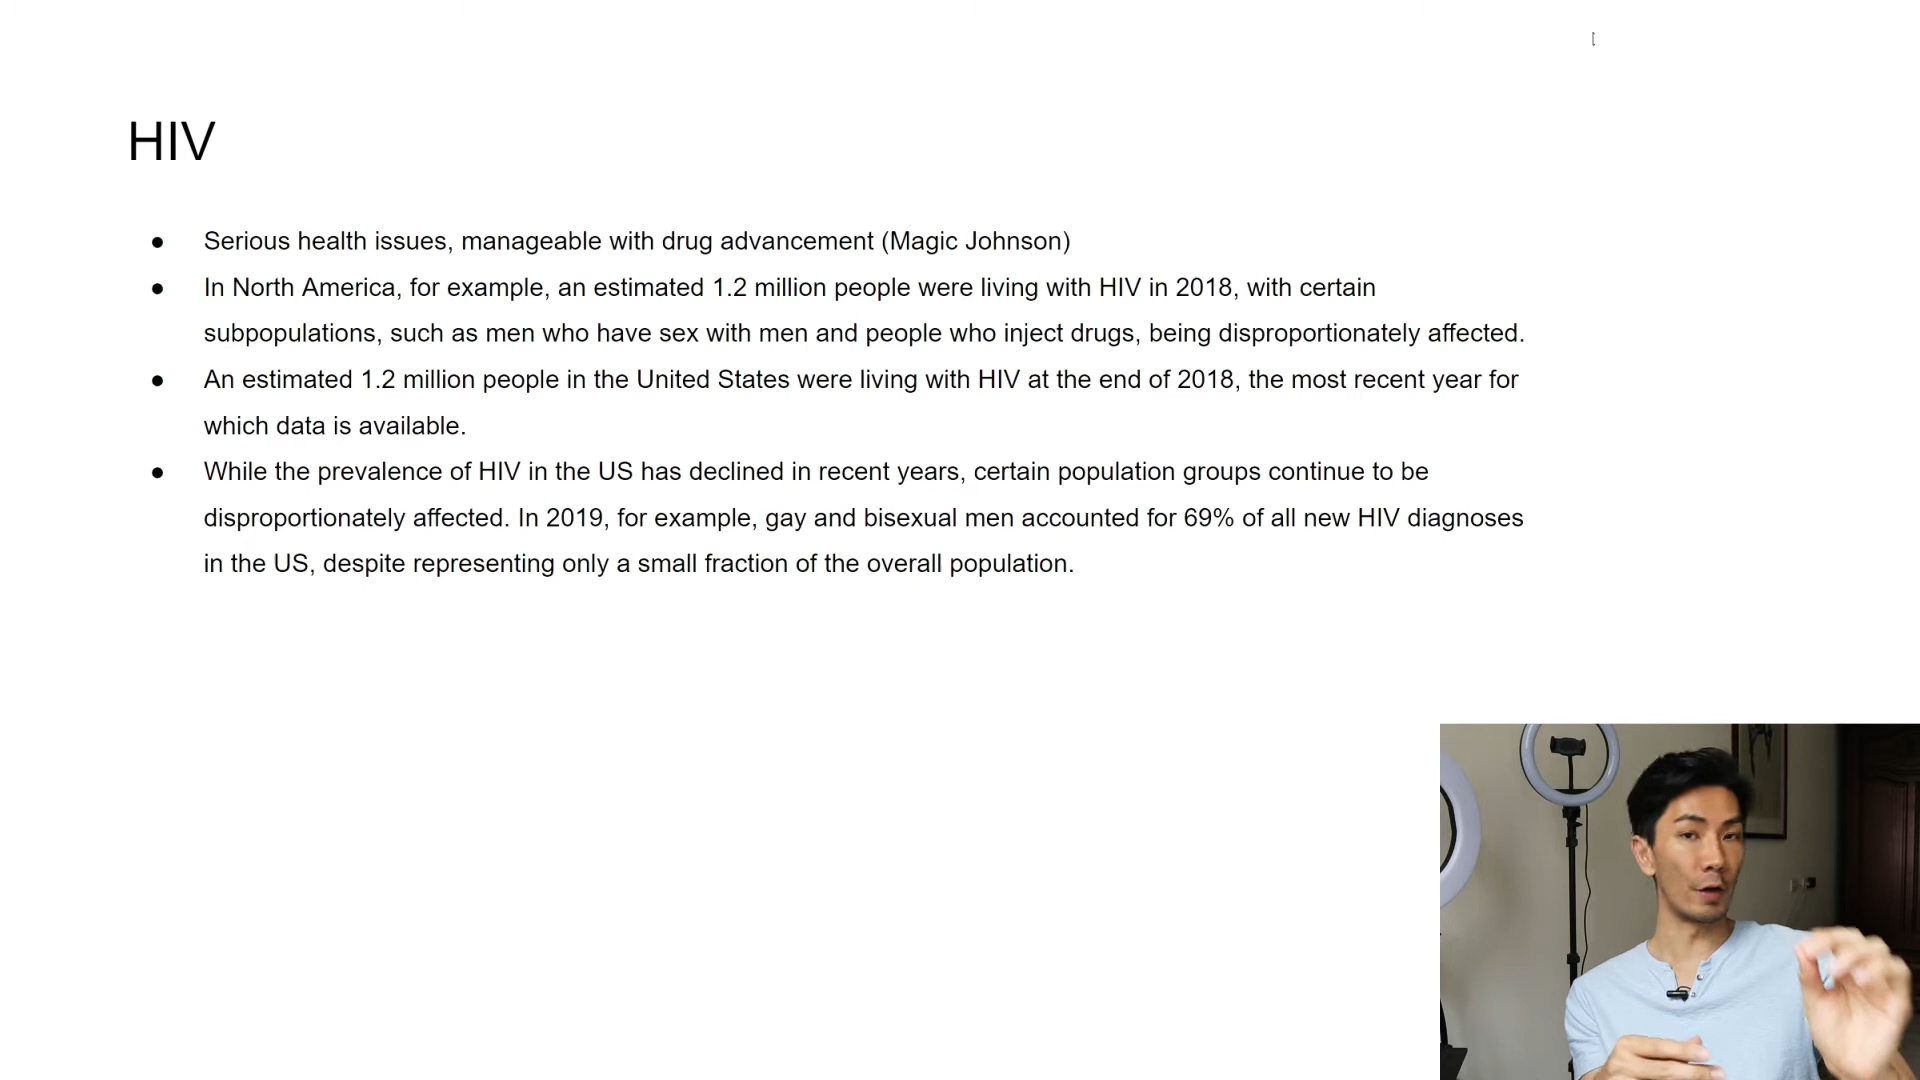 HIV
● Serious health issues, manageable with drug advancement (Magic Johnson)
● In North America, for example, an estimated 1.2 million people were living with HIV in 2018, with certain
subpopulations, such as men who have sex with men and people who inject drugs, being disproportionately affected.
● An estimated 1.2 million people in the United States were living with HIV at the end of 2018, the most recent year for
which data is available.
● While the prevalence of HIV in the US has declined in recent years, certain population groups continue to be
disproportionately affected. In 2019, for example, gay and bisexual men accounted for 69% of all new HIV diagnoses
in the US, despite representing only a small fraction of the overall population.